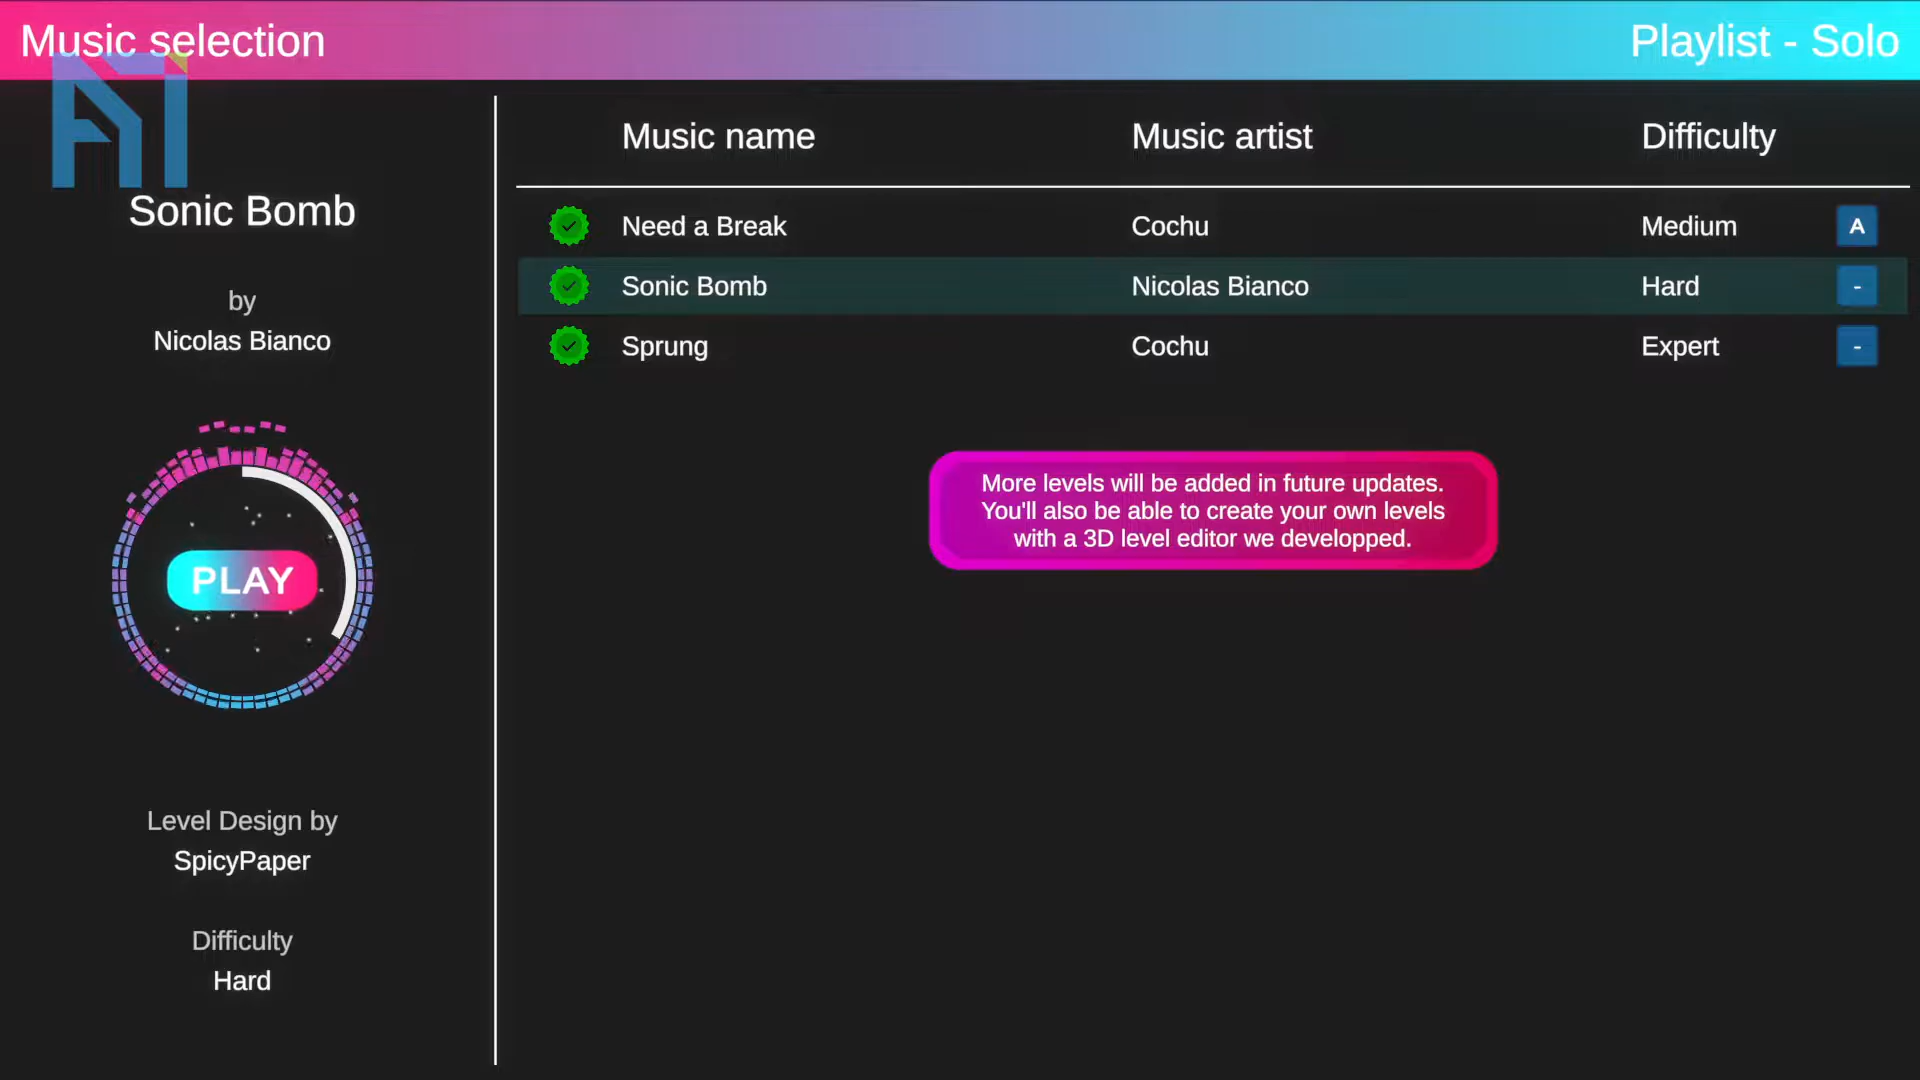 Music selection
Playlist - Solo
Sonic Bomb
by
Nicolas Bianco
PLAY
Level Design by
SpicyPaper
Difficulty
Hard
Music name Music artist Difficulty
Need a Break Cochu Medium A
Sonic Bomb Nicolas Bianco Hard -
Sprung Cochu Expert -
More levels will be added in future updates.
You'll also be able to create your own levels
with a 3D level editor we developped.